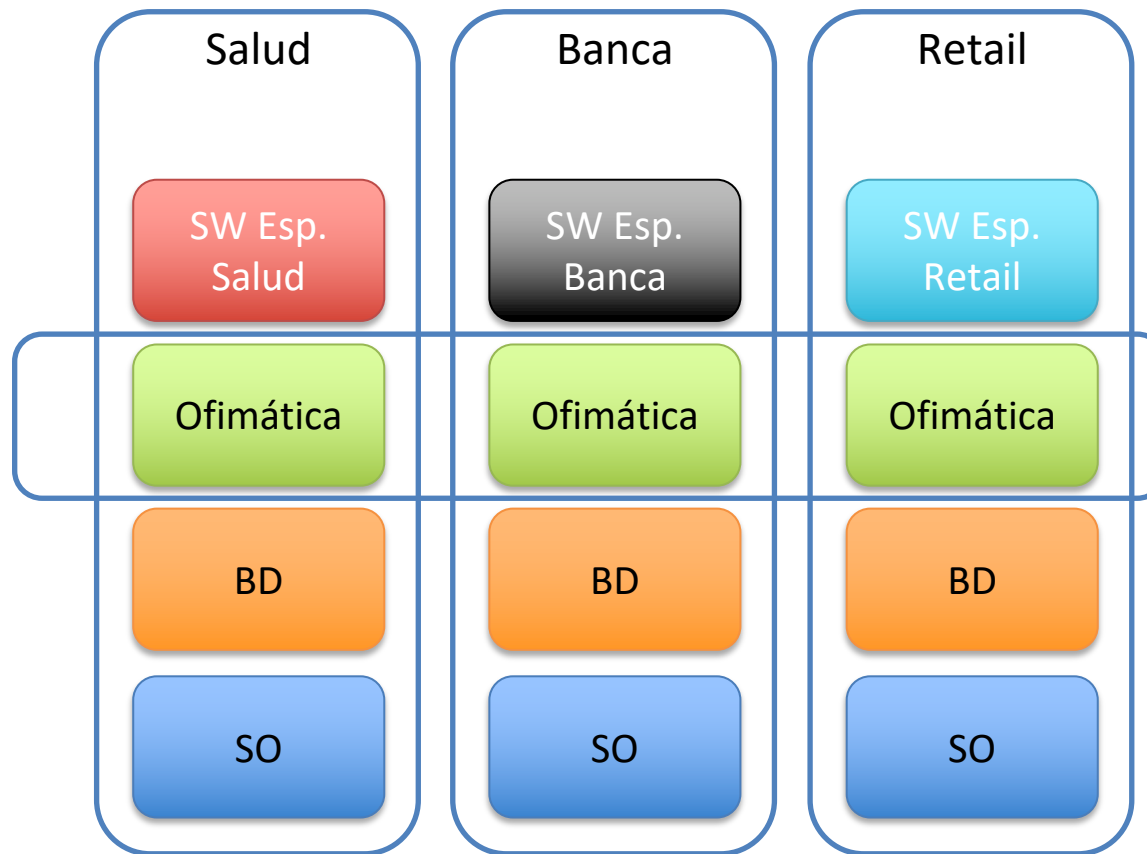 Salud
Banca
Retail
SW Esp.
Salud
SW Esp.
Banca
SW Esp.
Retail
Ofimática
Ofimática
Ofimática
BD
BD
BD
SO
SO
SO